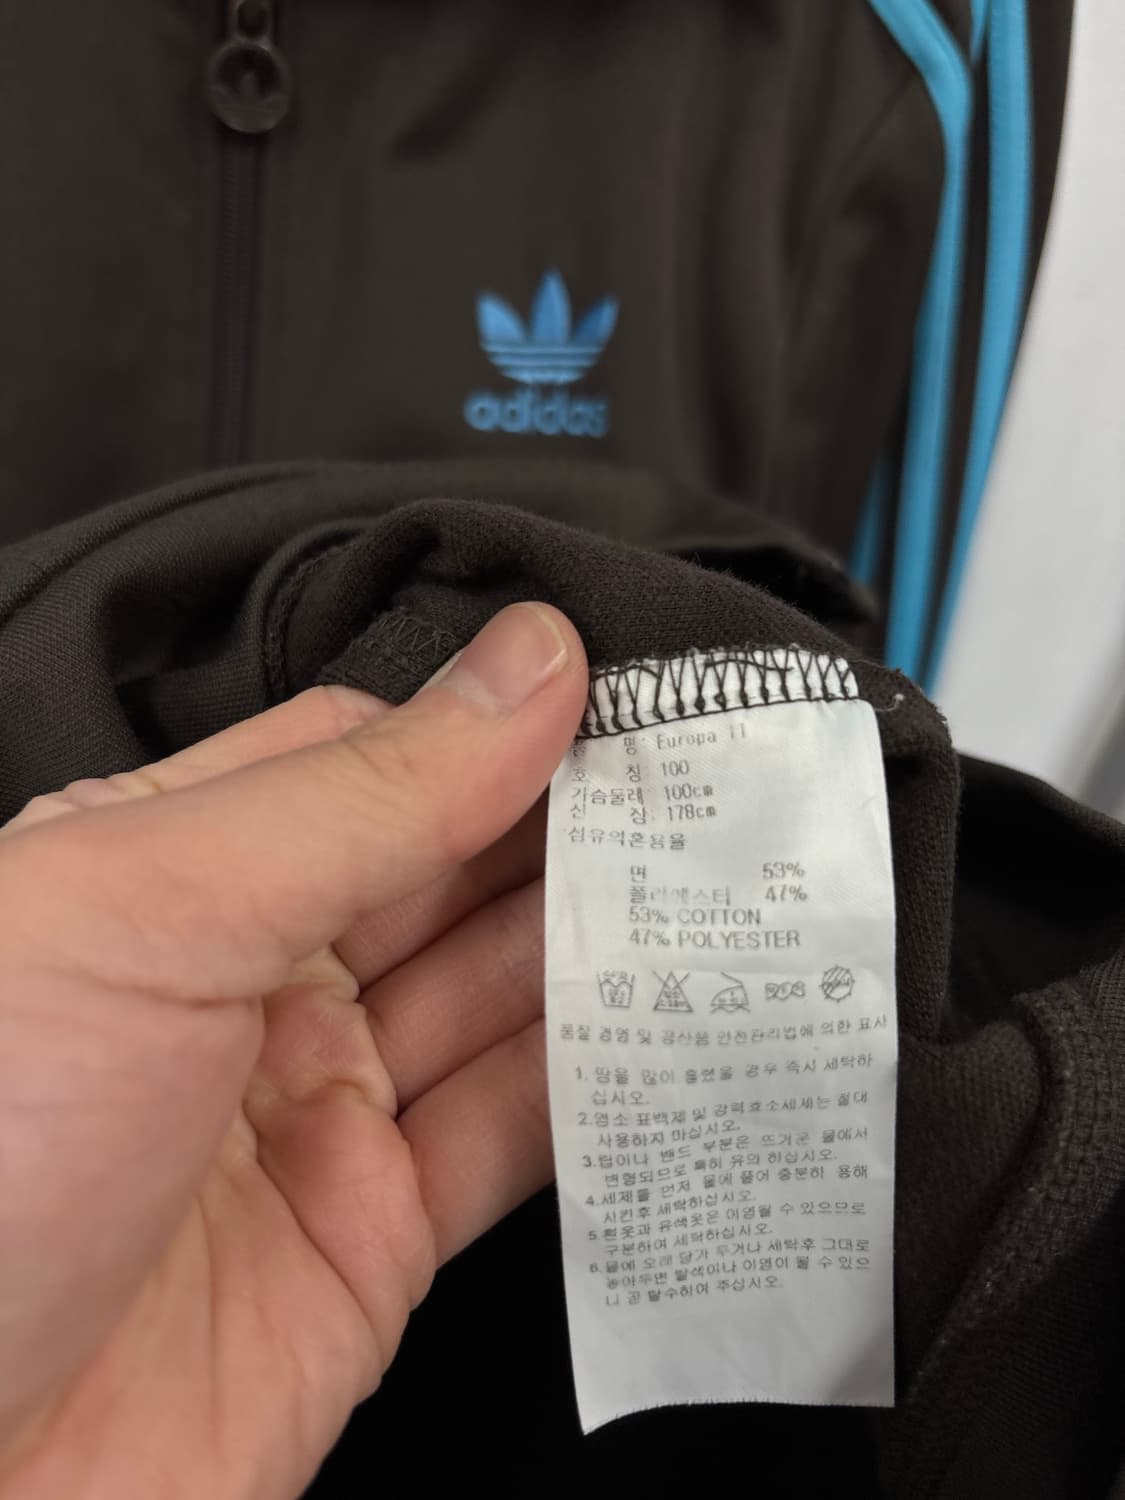 adidas
품 명: Europa TT
호 칭: 100
가슴둘레 100cm
신 장: 178cm
섬유의혼용율
면 53%
폴리에스터 47%
53% COTTON
47% POLYESTER
품질 경영 및 공산품 안전관리법에 의한 표시
1. 땀을 많이 흘렸을 경우 즉시 세탁하
십시오.
2.염소 표백제 및 강력효소세제는 절대
사용하지 마십시오.
3.립이나 밴드 부분은 뜨거운 물에서
변형되므로 특히 유의 하십시오.
4.세제를 먼저 물에 풀어 충분히 용해
시킨후 세탁하십시오.
5.흰옷과 유색옷은 이염될 수 있으므로
구분하여 세탁하십시오.
6.물에 오래 담가 두거나 세탁후 그대로
놓아두면 탈색이나 이염이 될 수 있으
니 곧 탈수하여 주십시오.